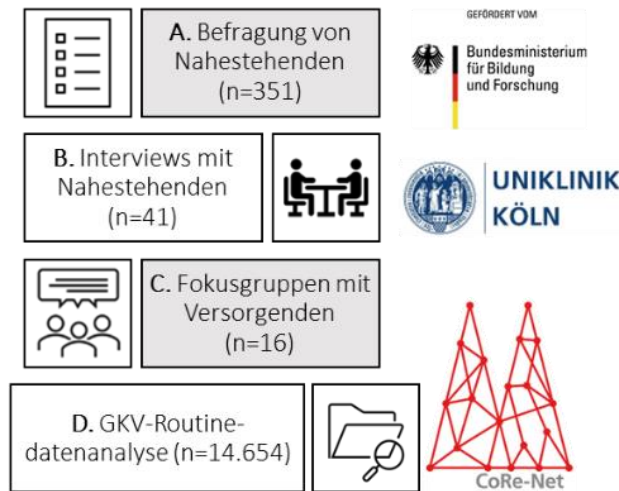 A. Befragung von
Nahestehenden
(n=351)
GEFÖRDERT VOM
Bundesministerium
für Bildung
und Forschung
B. Interviews mit
Nahestehenden
(n=41)
UNIKLINIK
KÖLN
C. Fokusgruppen mit
Versorgenden
(n=16)
D. GKV-Routine-
datenanalyse (n=14.654)
CoRe-Net